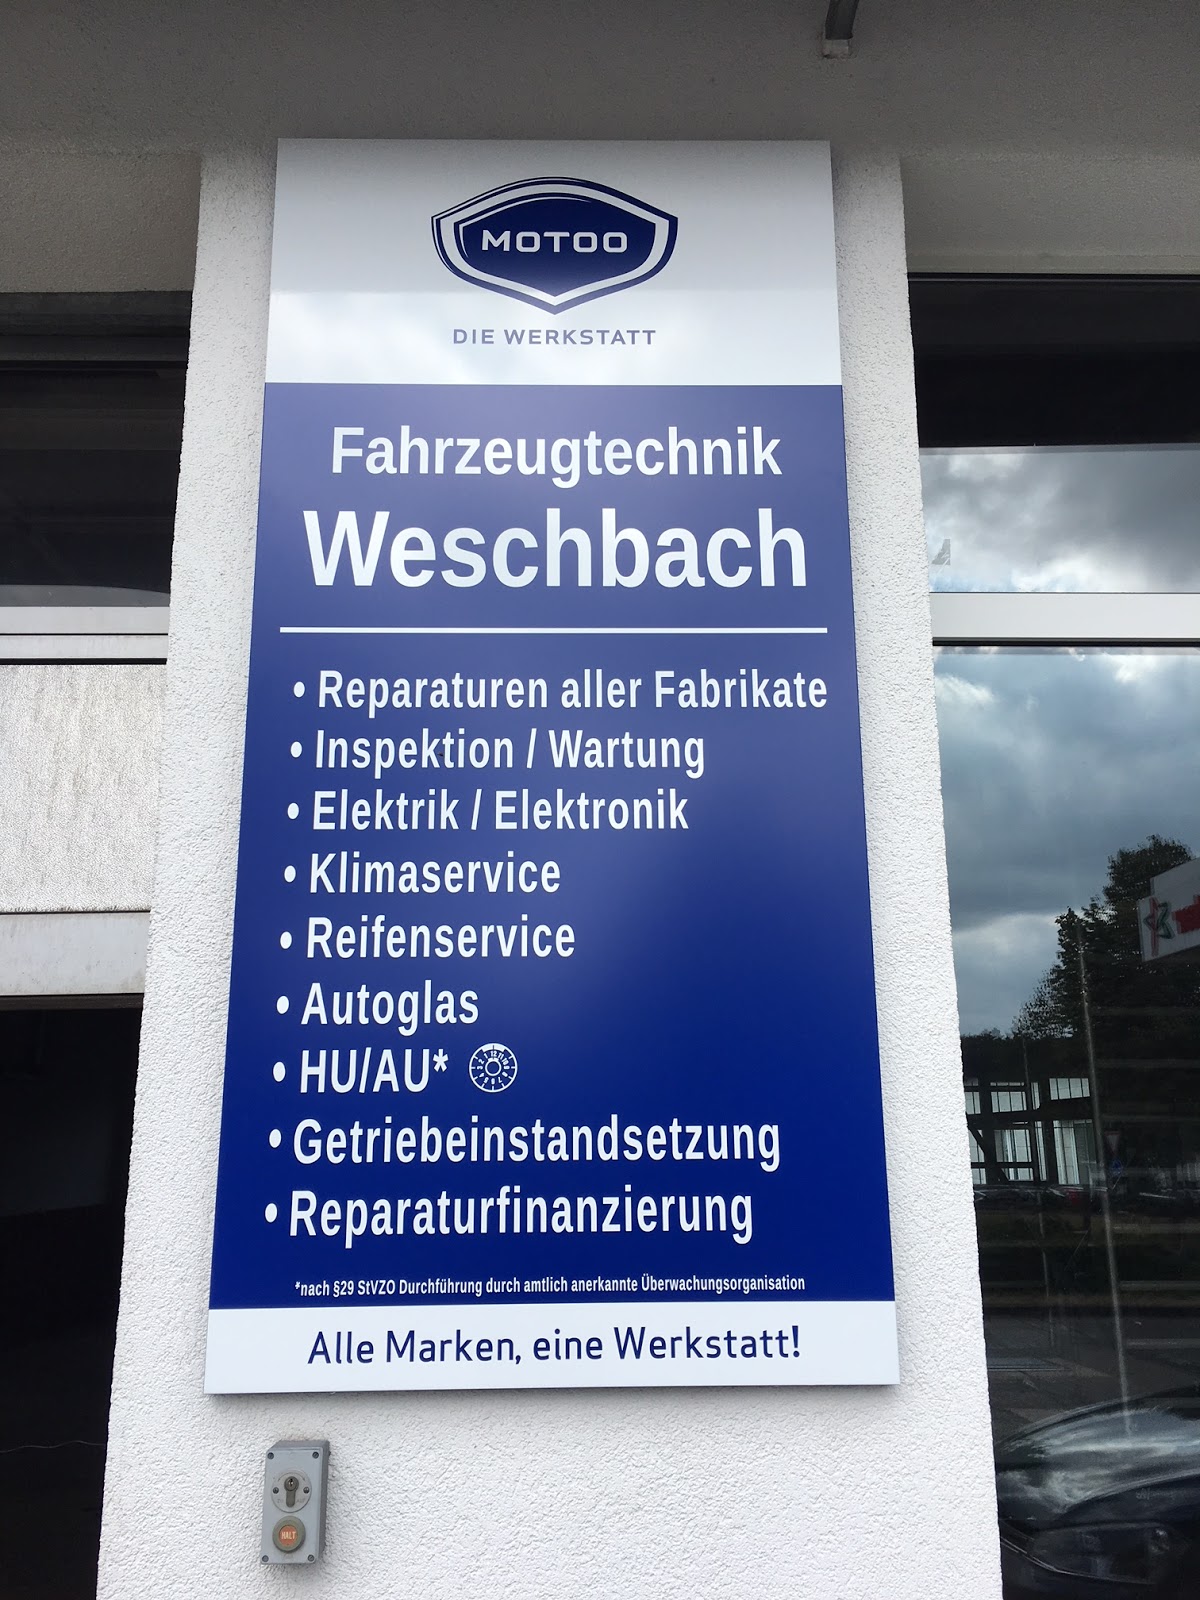 MOTOO
DIE WERKSTATT
Fahrzeugtechnik
Weschbach
• Reparaturen aller Fabrikate
• Inspektion / Wartung
• Elektrik / Elektronik
• Klimaservice
• Reifenservice
• Autoglas
• HU/AU*
• Getriebeinstandsetzung
• Reparaturfinanzierung
*nach §29 StVZO Durchführung durch amtlich anerkannte Überwachungsorganisation
Alle Marken, eine Werkstatt!
HALT